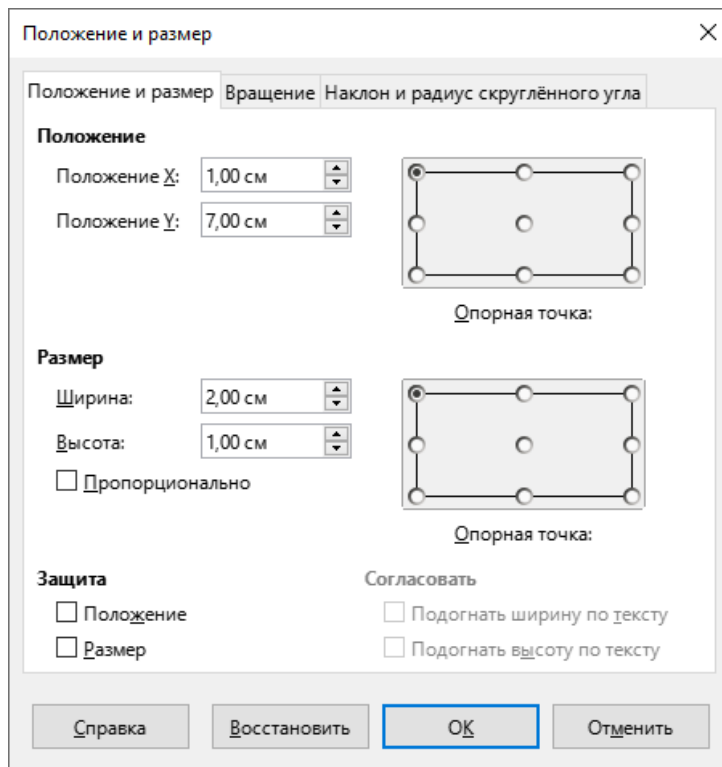 Положение и размер
Положение и размер Вращение Наклон и радиус скруглённого угла
Положение
Положение X: 1,00 см
Положение Y: 7,00 см
Опорная точка:
Размер
Ширина: 2,00 см
Высота: 1,00 см
Пропорционально
Опорная точка:
Защита Согласовать
Положение Подогнать ширину по тексту
Размер Подогнать высоту по тексту
Справка Восстановить ОК Отменить